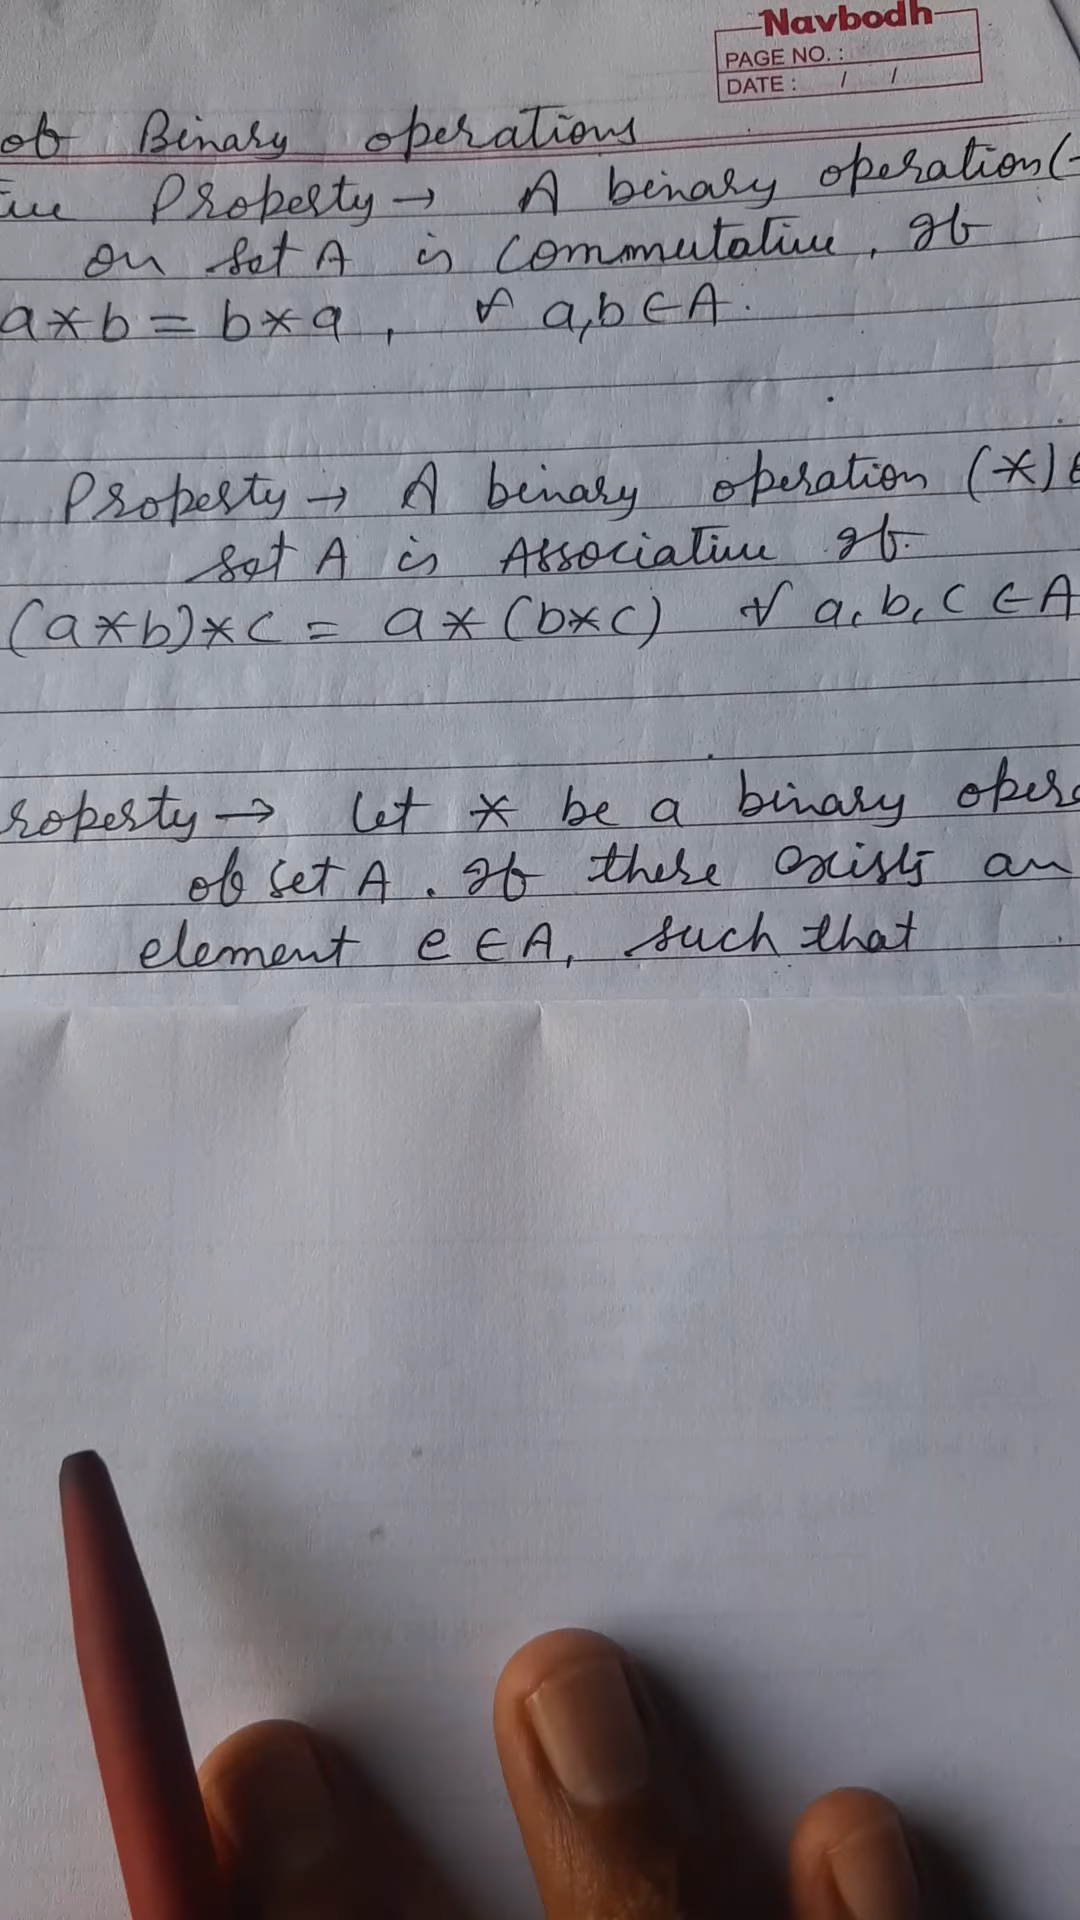 Navbodh
PAGE NO. :
DATE : / /
of Binary operations
Property → A binary operation (
on set A is commutative, If
a*b = b*a, ∀ a,b ∈ A.
Property → A binary operation (*)
set A is Associative If.
(a*b)*c = a*(b*c) ∀ a, b, c ∈ A
roperty → let * be a binary opera
of set A. If there exists an
element e ∈ A, such that